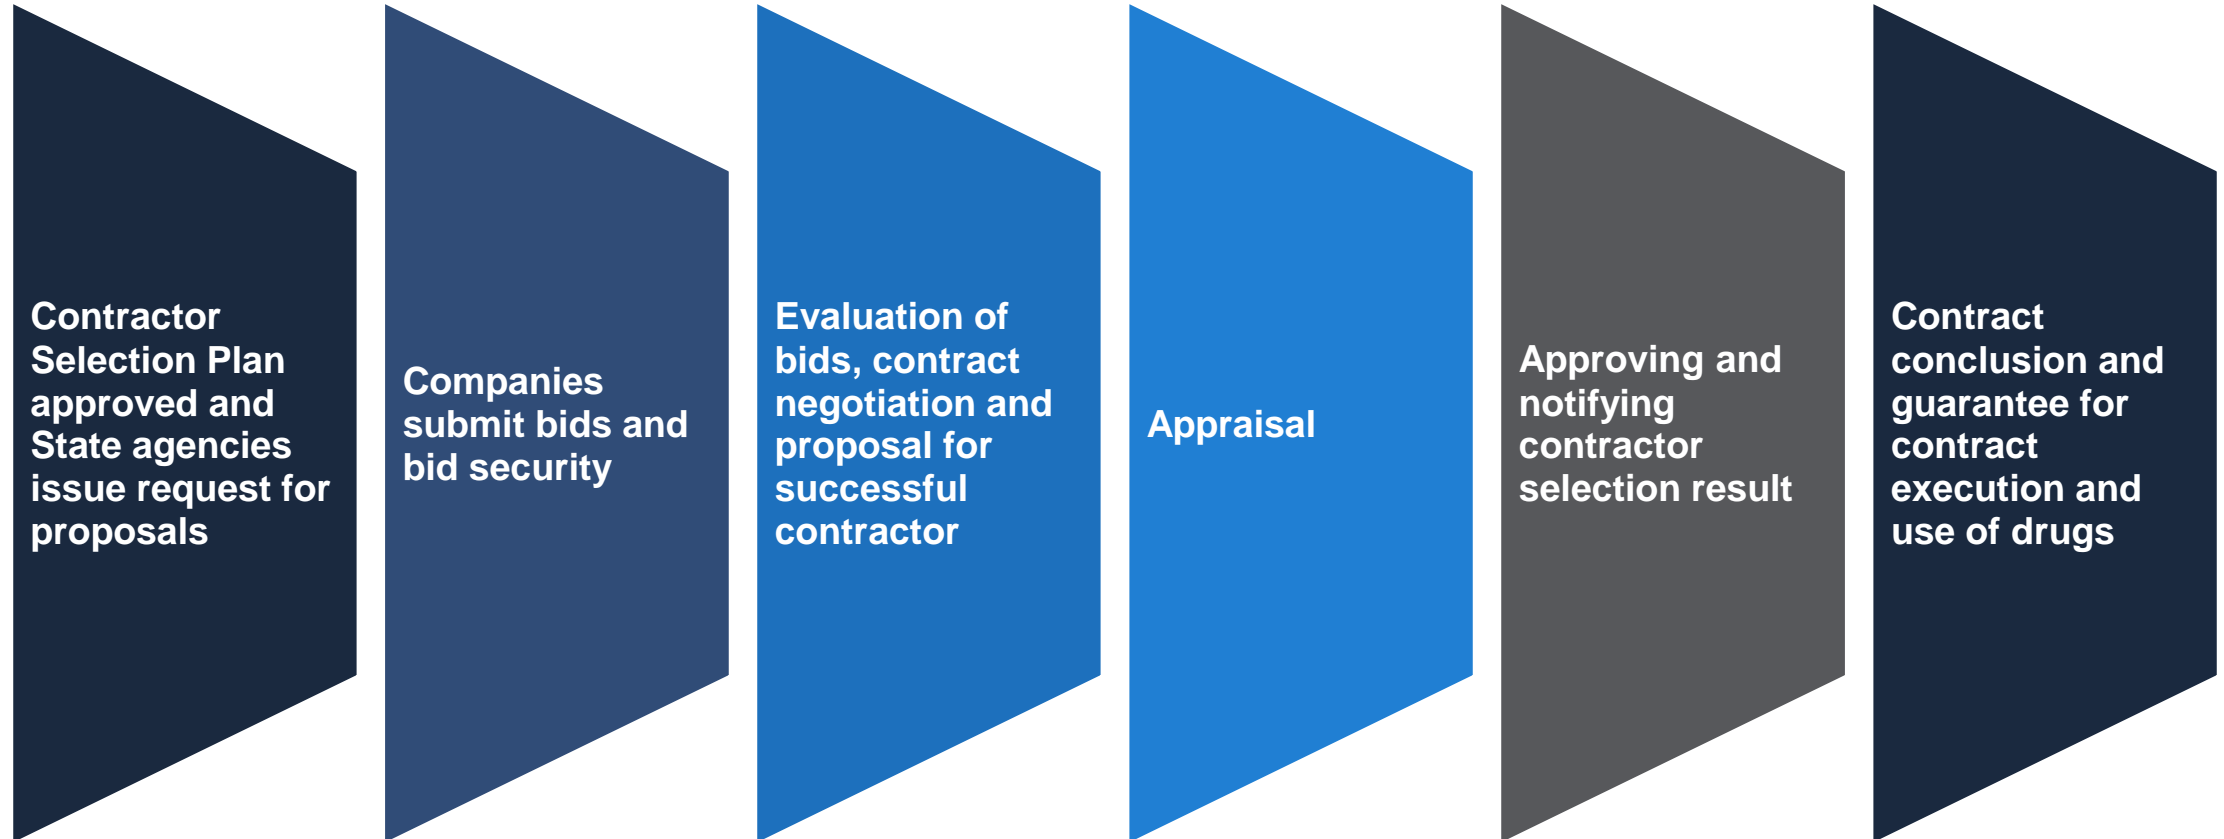 Contractor
Selection Plan
approved and
State agencies
issue request for
proposals
Companies
submit bids and
bid security
Evaluation of
bids, contract
negotiation and
proposal for
successful
contractor
Appraisal
Approving and
notifying
contractor
selection result
Contract
conclusion and
guarantee for
contract
execution and
use of drugs